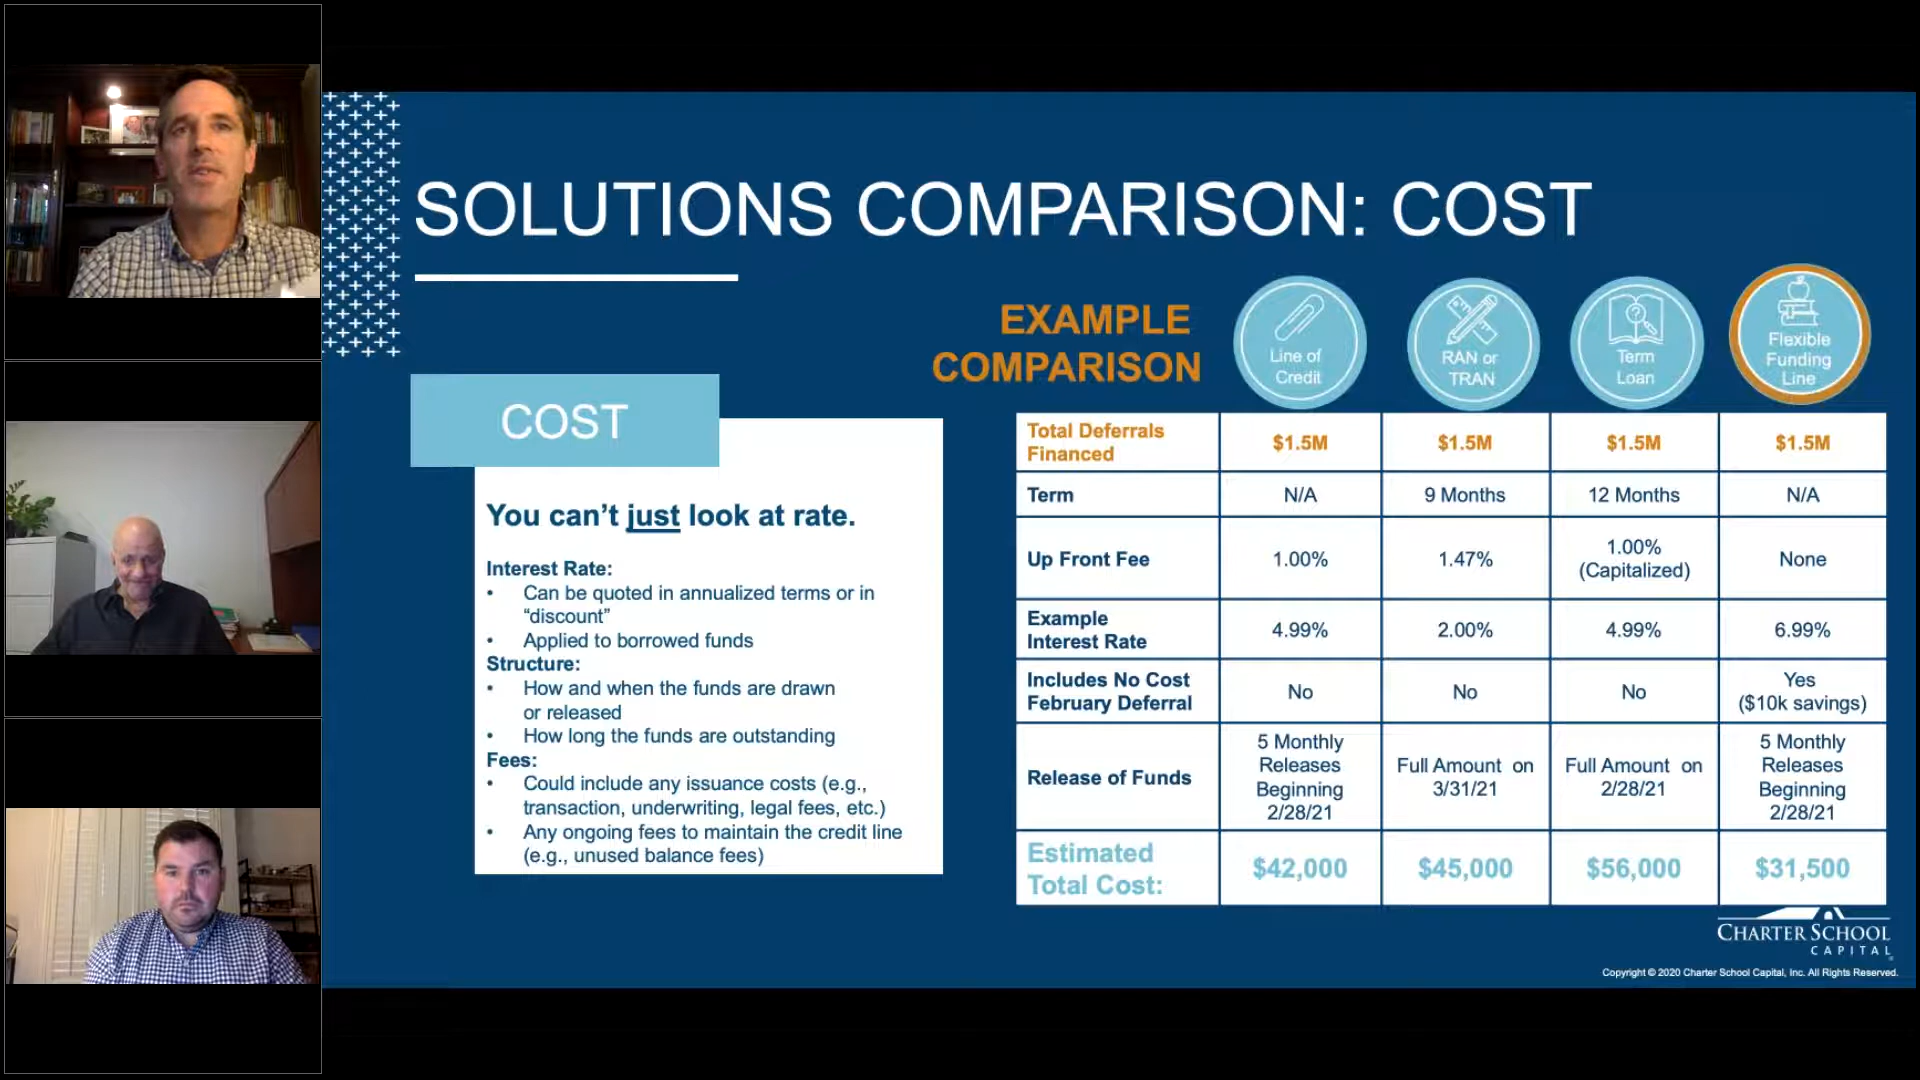 SOLUTIONS COMPARISON: COST
EXAMPLE
COMPARISON
Line of
Credit
RAN or
TRAN
Term
Loan
Flexible
Funding
Line
COST
You can't just look at rate.
Interest Rate:
• Can be quoted in annualized terms or in
“discount”
• Applied to borrowed funds
Structure:
• How and when the funds are drawn
or released
• How long the funds are outstanding
Fees:
• Could include any issuance costs (e.g.,
transaction, underwriting, legal fees, etc.)
• Any ongoing fees to maintain the credit line
(e.g., unused balance fees)
Total Deferrals
Financed
$1.5M
$1.5M
$1.5M
$1.5M
Term
N/A
9 Months
12 Months
N/A
Up Front Fee
1.00%
1.47%
1.00%
(Capitalized)
None
Example
Interest Rate
4.99%
2.00%
4.99%
6.99%
Includes No Cost
February Deferral
No
No
No
Yes
($10k savings)
Release of Funds
5 Monthly
Releases
Beginning
2/28/21
Full Amount on
3/31/21
Full Amount on
2/28/21
5 Monthly
Releases
Beginning
2/28/21
Estimated
Total Cost:
$42,000
$45,000
$56,000
$31,500
CHARTER SCHOOL
CAPITAL
Copyright © 2020 Charter School Capital, Inc. All Rights Reserved.